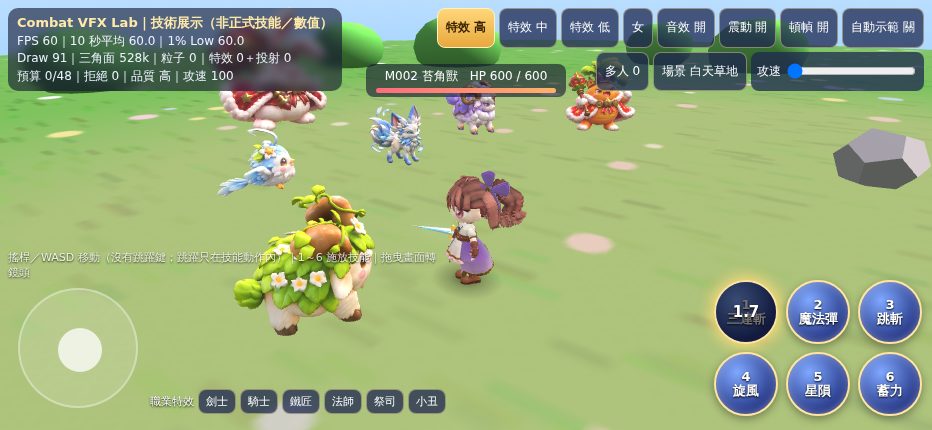 Combat VFX Lab｜技術展示（非正式技能／數值）
FPS 60｜10 秒平均 60.0｜1% Low 60.0
Draw 91｜三角面 528k｜粒子 0｜特效 0＋投射 0
預算 0/48｜拒絕 0｜品質 高｜攻速 100
特效 高
特效 中
特效 低
女
音效 開
震動 開
頓幀 開
自動示範 關
M002 苔角獸 HP 600 / 600
多人 0
場景 白天草地
攻速
搖桿／WASD 移動（沒有跳躍鍵；跳躍只在技能動作內）｜1～6 施放技能｜拖曳畫面轉
鏡頭
1
1.7
三連斬
2
魔法彈
3
跳斬
4
旋風
5
星隕
6
蓄力
職業特效
劍士
騎士
鐵匠
法師
祭司
小丑